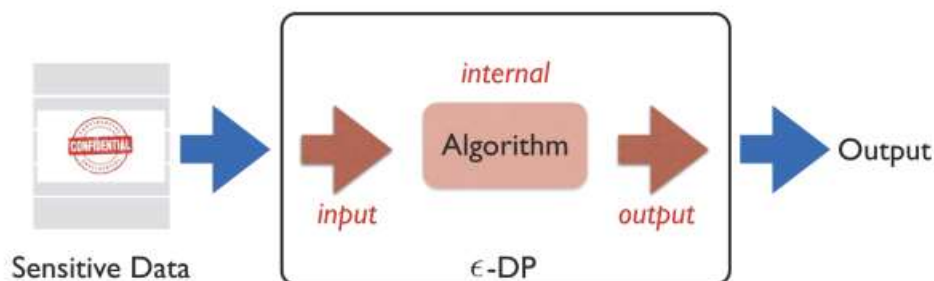 internal
CONFIDENTIAL
Algorithm
Output
input
output
Sensitive Data
ϵ-DP